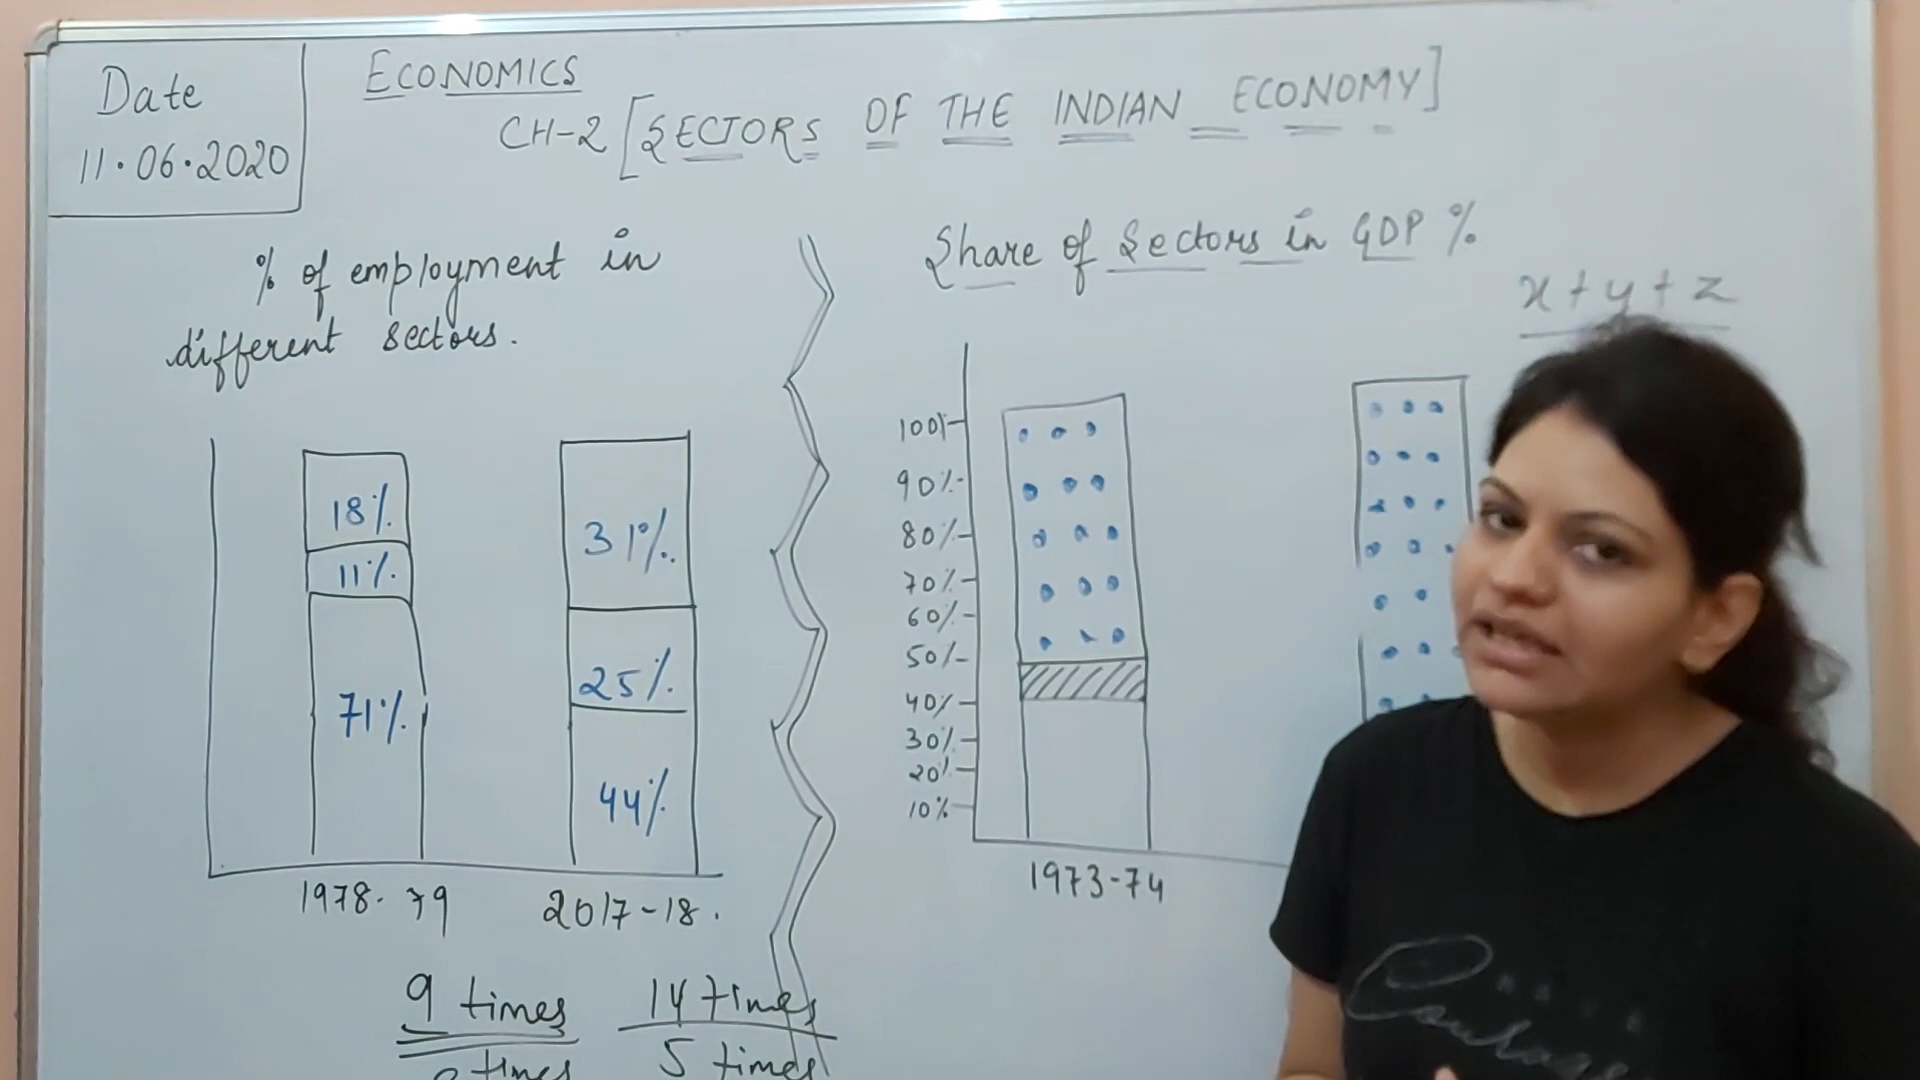 Date
11.06.2020
ECONOMICS
CH-2 [SECTORS OF THE INDIAN ECONOMY]
% of employment in
different sectors.
18%
11%
71%
31%
25%
44%
1978-79
2017-18.
9 times
14 times
5 times
times
Share of Sectors in GDP %
x+y+z
100%
90%
80%
70%
60%
50%
40%
30%
20%
10%
1973-74